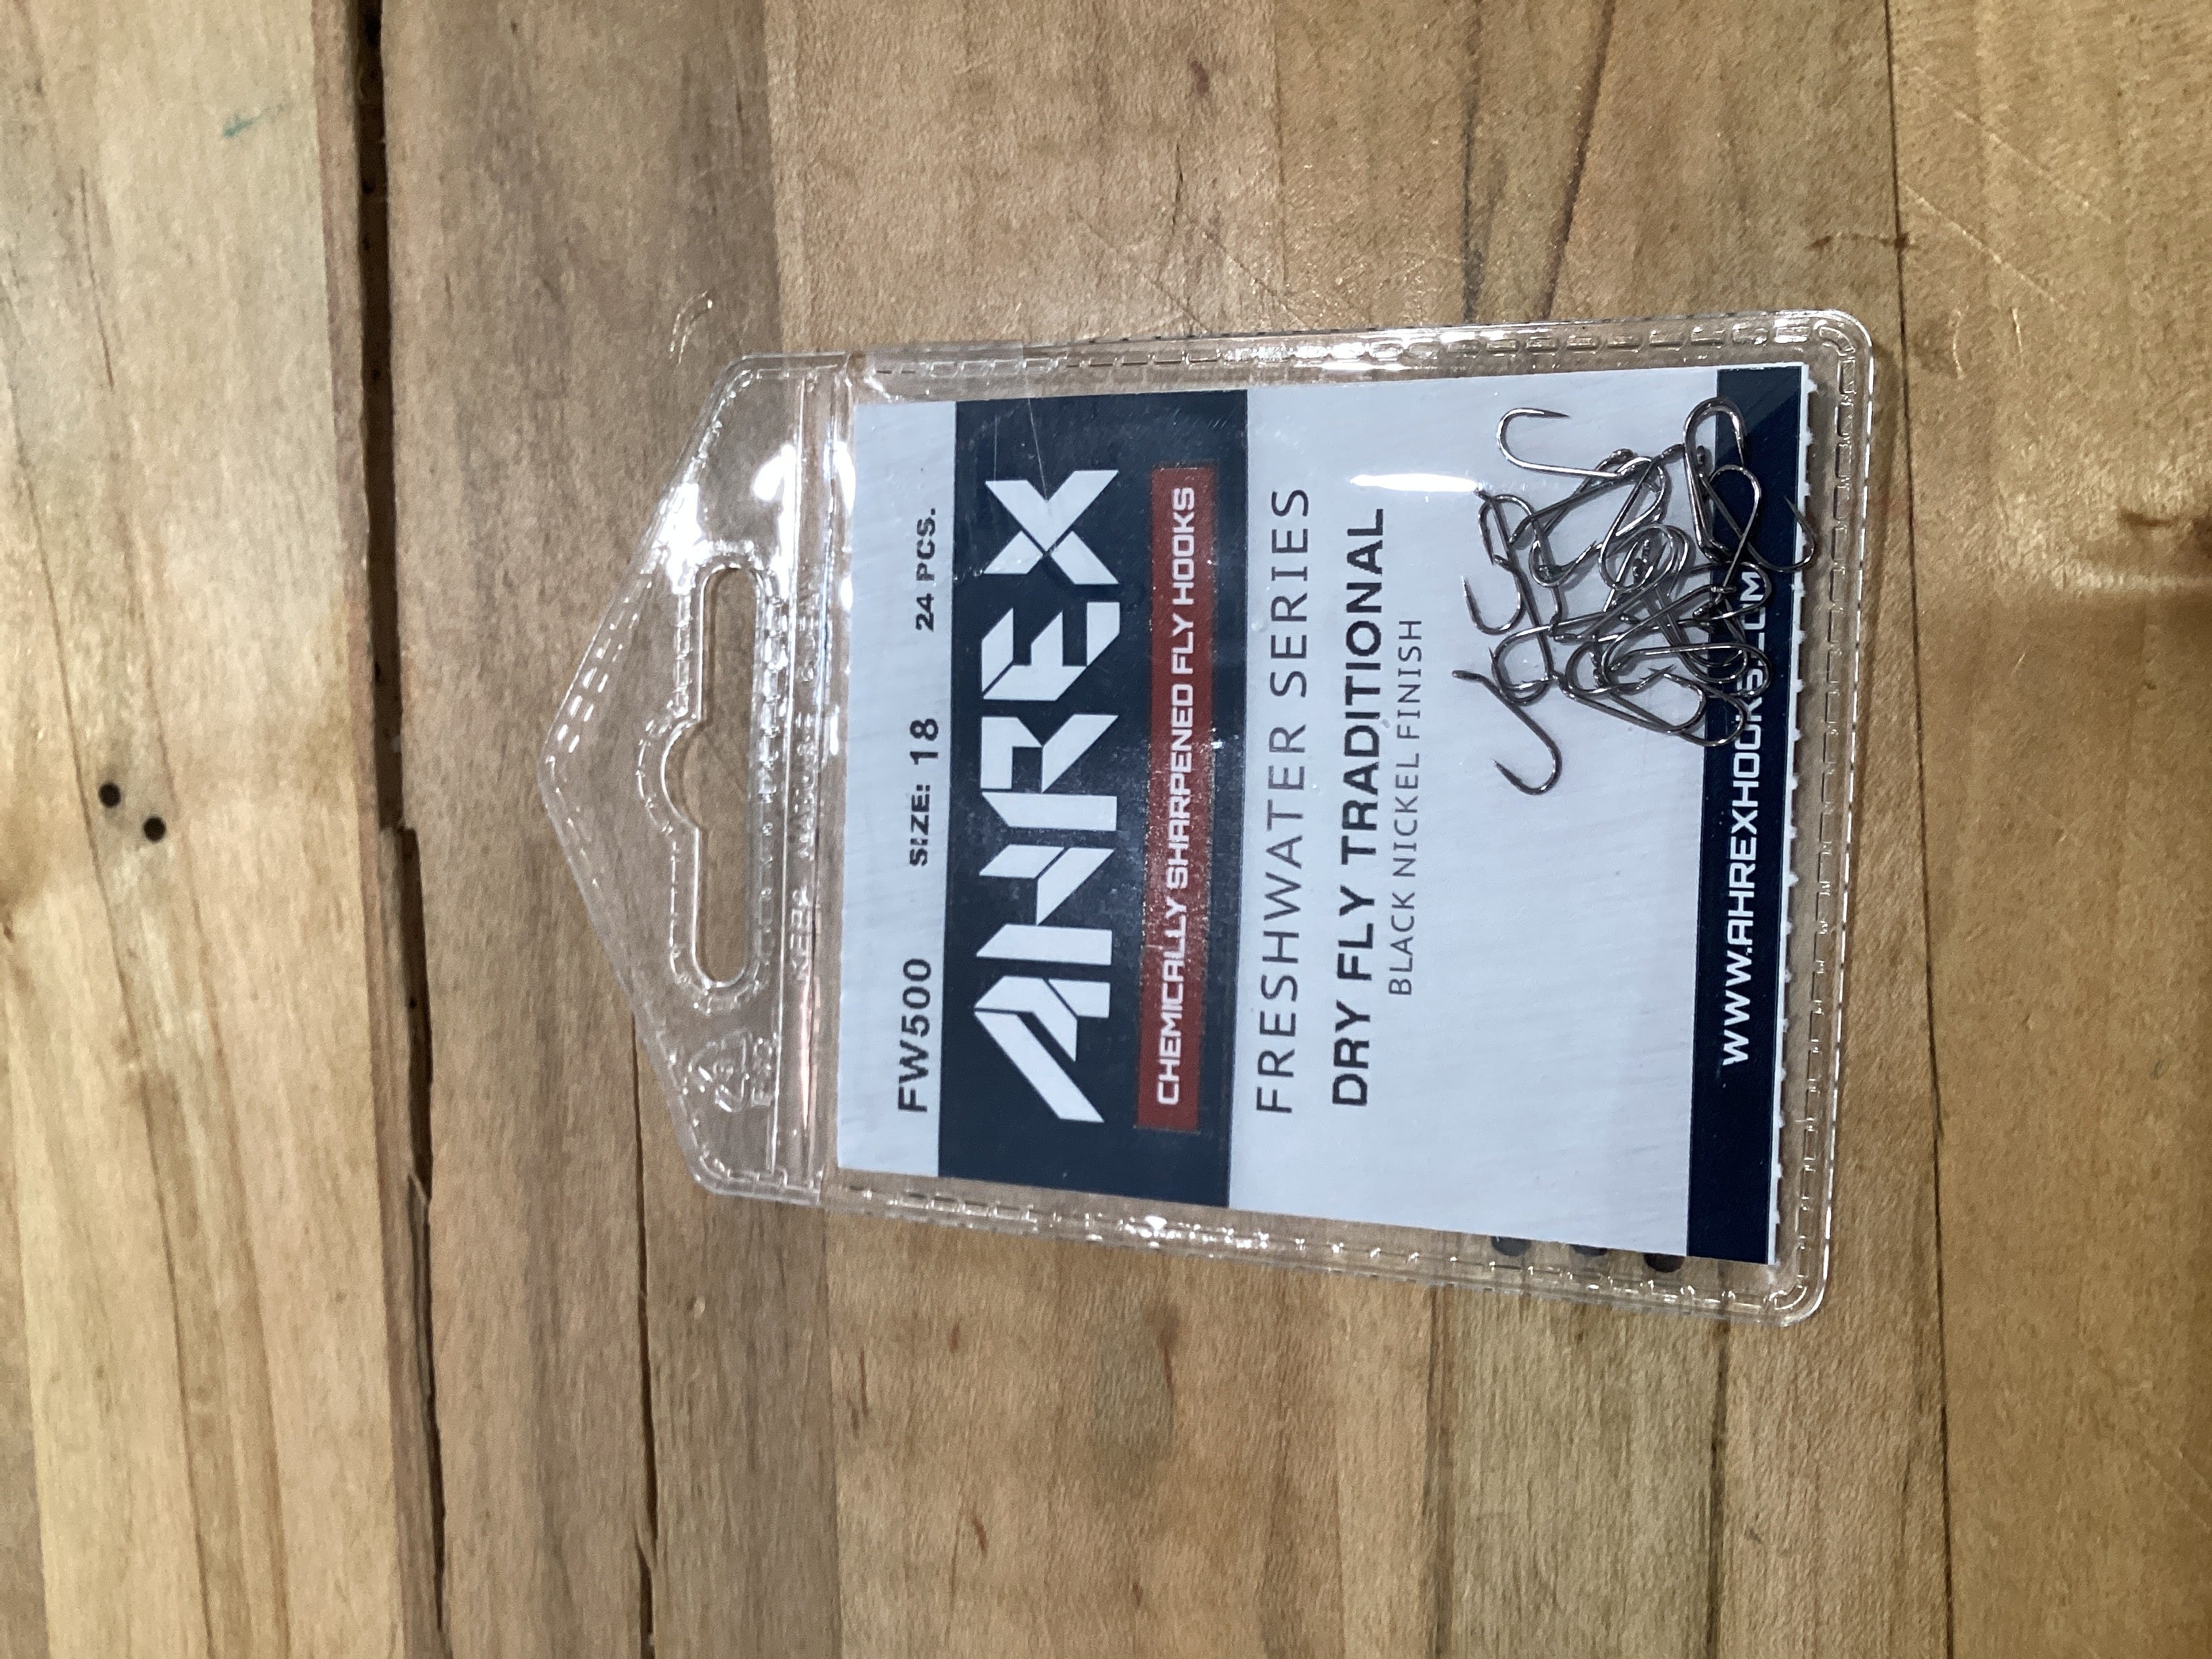 FW500 SIZE: 18 24 PCS.
AHREX
CHEMICALLY SHARPENED FLY HOOKS
FRESHWATER SERIES
DRY FLY TRADITIONAL
BLACK NICKEL FINISH
WWW.AHREXHOOKS.COM